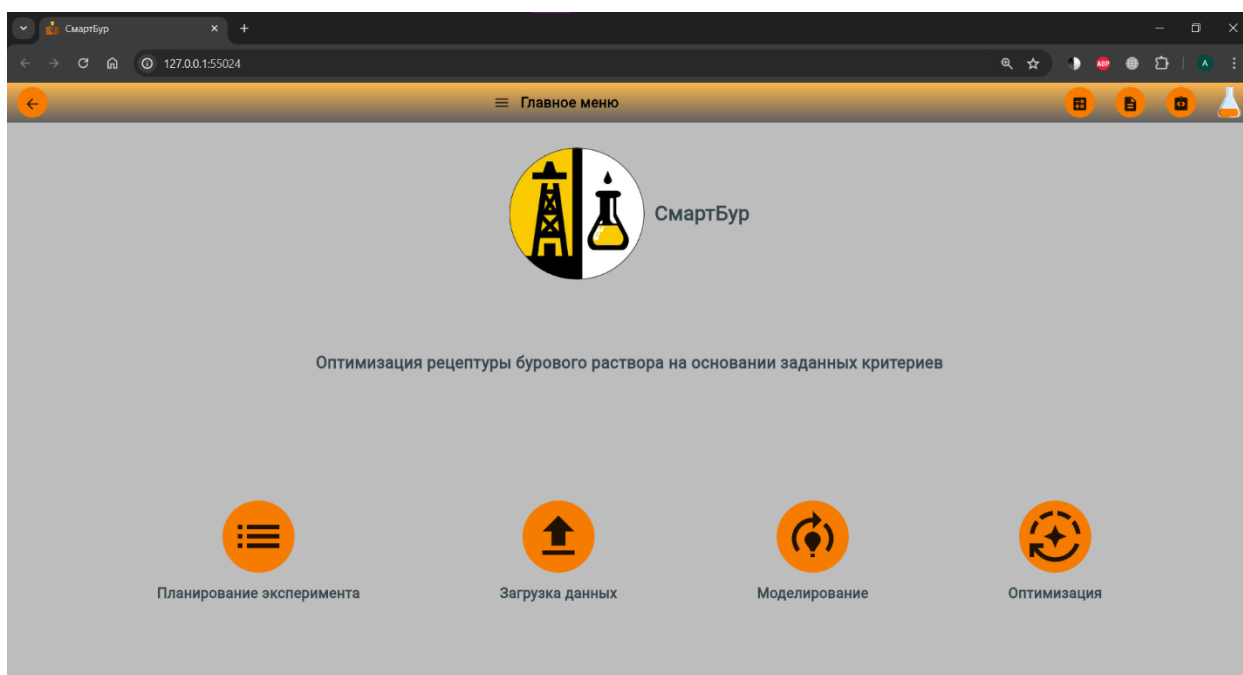 СмартБур
127.0.0.1:55024
ABP
A
Главное меню
СмартБур
Оптимизация рецептуры бурового раствора на основании заданных критериев
Планирование эксперимента
Загрузка данных
Моделирование
Оптимизация